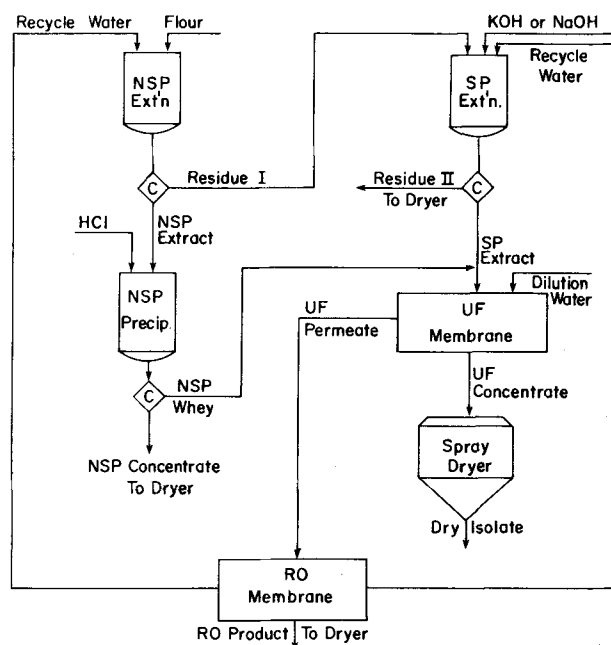 Recycle Water
Flour
KOH or NaOH
Recycle
Water
NSP
Ext'n
SP
Ext'n.
C
Residue I
Residue II
To Dryer
C
HCl
NSP
Extract
SP
Extract
Dilution
Water
NSP
Precip.
UF
Permeate
UF
Membrane
C
NSP
Whey
UF
Concentrate
NSP Concentrate
To Dryer
Spray
Dryer
Dry Isolate
RO
Membrane
RO Product
To Dryer